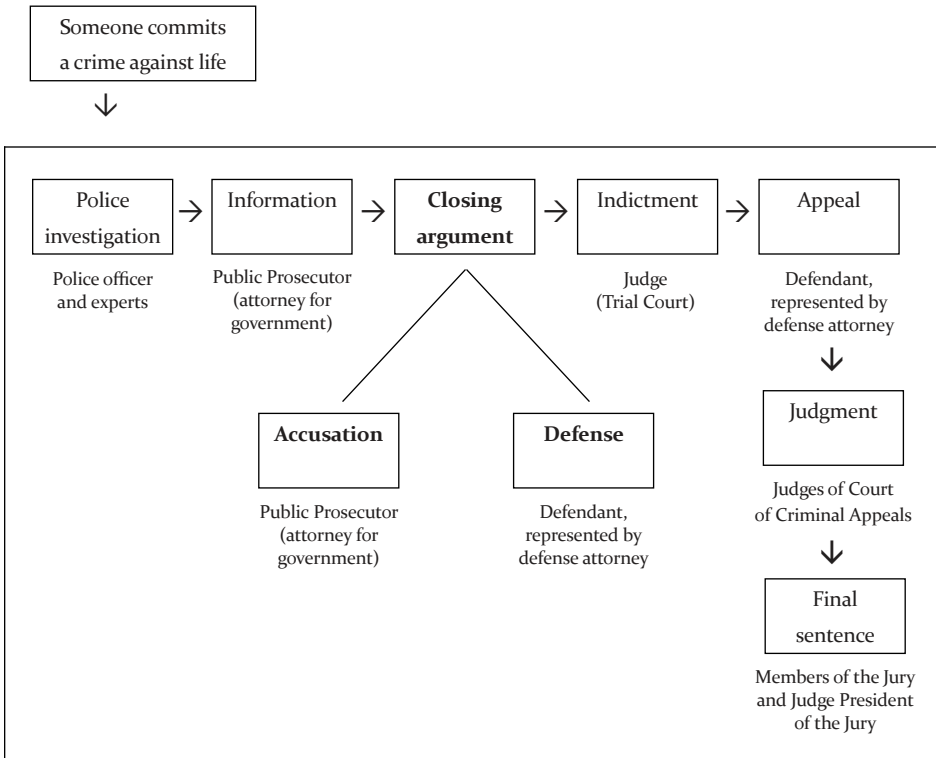 Someone commits
a crime against life
Police
investigation
Police officer
and experts
Information
Public Prosecutor
(attorney for
government)
Closing
argument
Indictment
Judge
(Trial Court)
Appeal
Defendant,
represented by
defense attorney
Accusation
Public Prosecutor
(attorney for
government)
Defense
Defendant,
represented by
defense attorney
Judgment
Judges of Court
of Criminal Appeals
Final
sentence
Members of the Jury
and Judge President
of the Jury